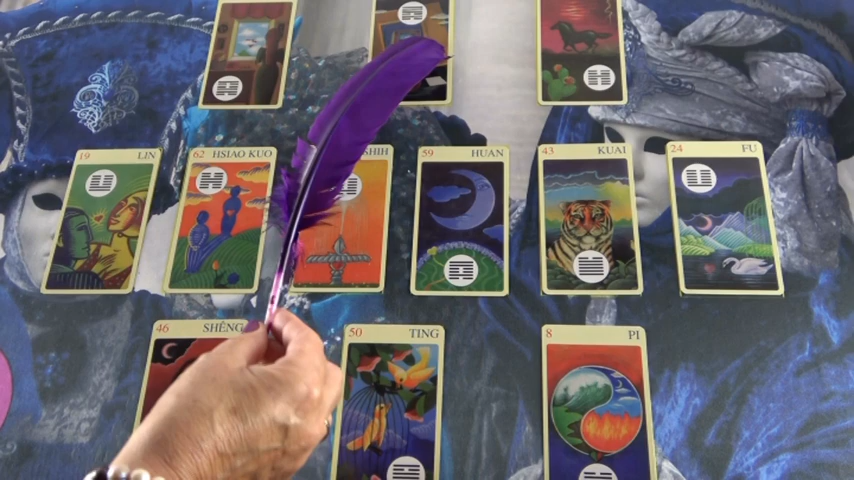 19 LIN
62 HSIAO KUO
SHIH
59 HUAN
43 KUAI
24 FU
46 SHÊNG
50 TING
8 PI